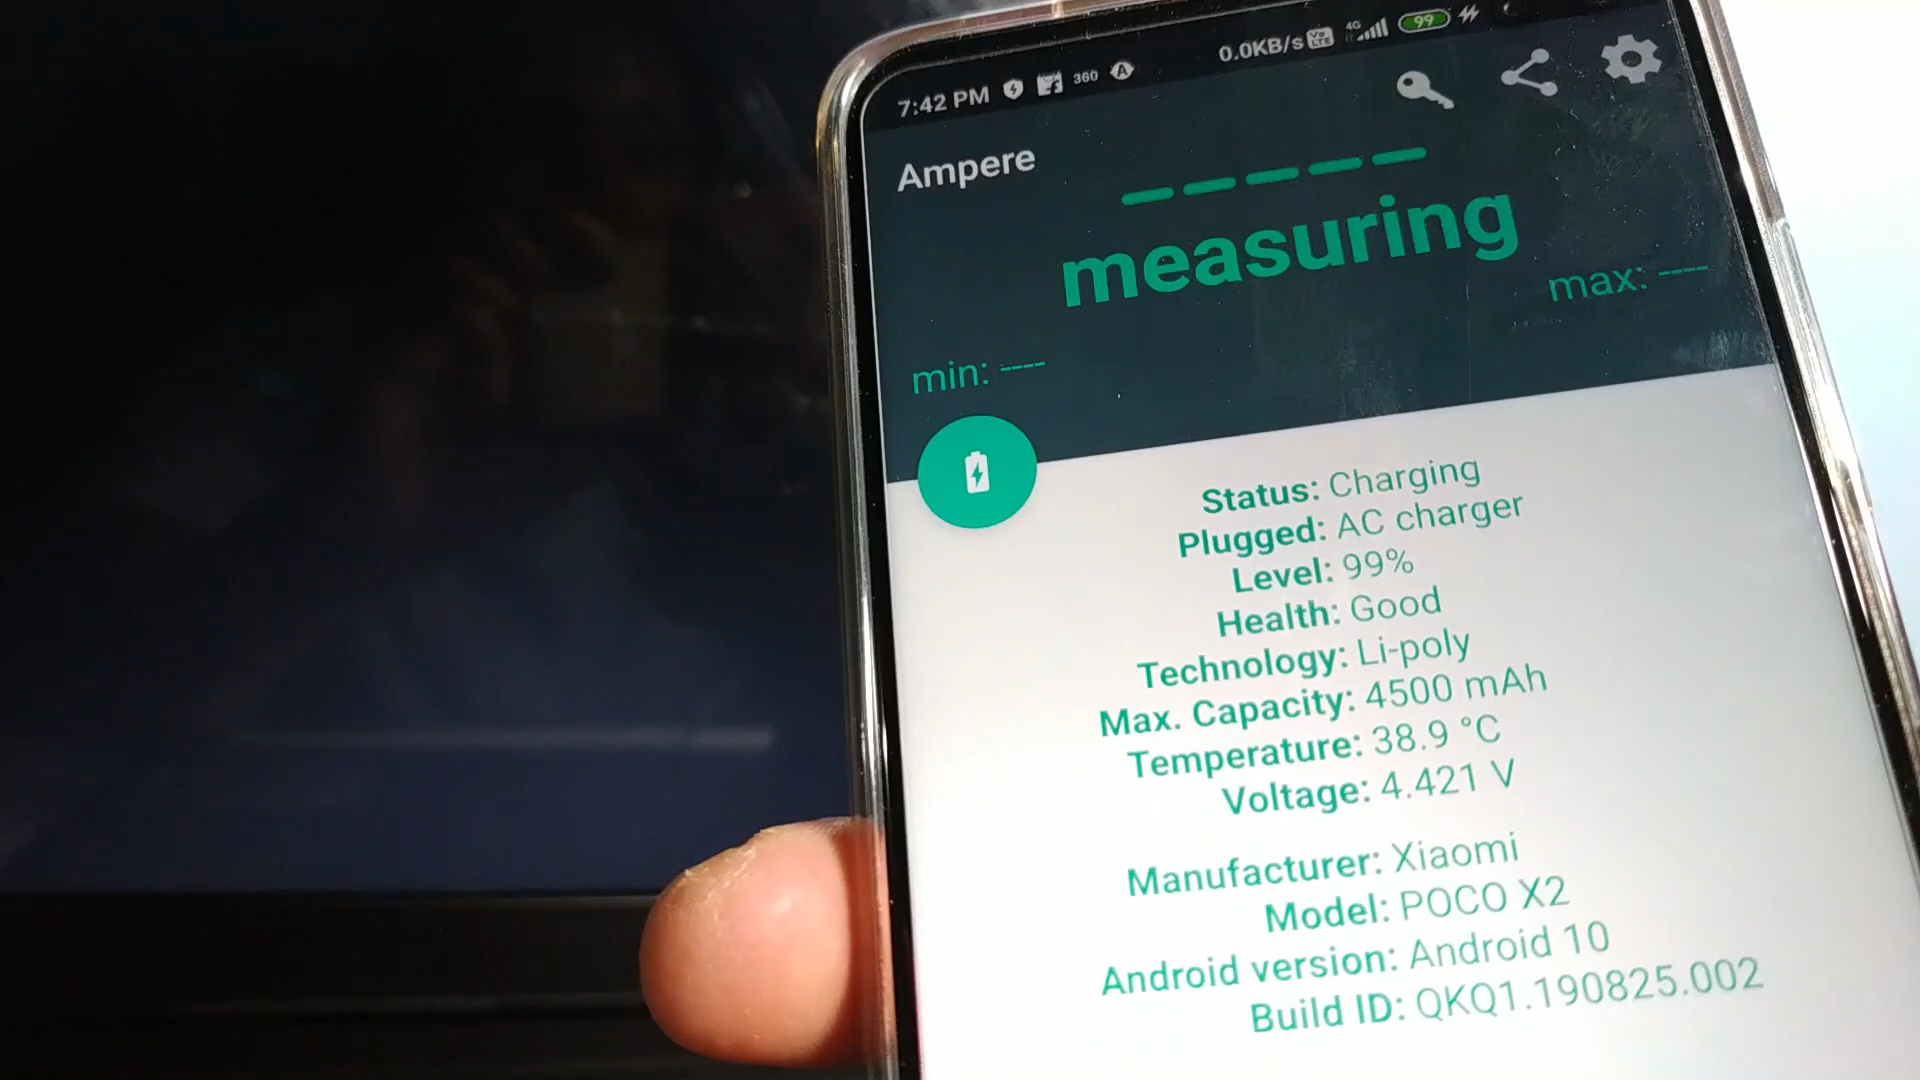 7:42 PM 360 0.0KB/s Vo LTE 4G R 99
Ampere
measuring
max: ----
min: ----
Status: Charging
Plugged: AC charger
Level: 99%
Health: Good
Technology: Li-poly
Max. Capacity: 4500 mAh
Temperature: 38.9 °C
Voltage: 4.421 V
Manufacturer: Xiaomi
Model: POCO X2
Android version: Android 10
Build ID: QKQ1.190825.002